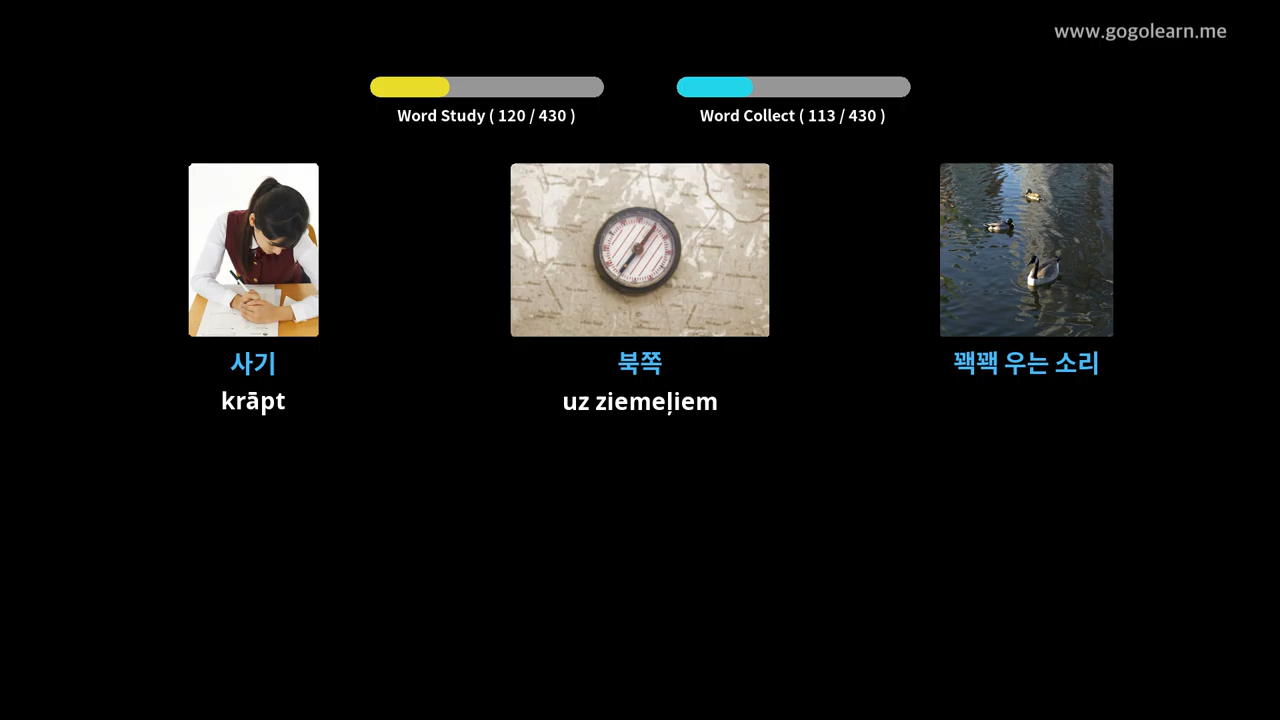 www.gogolearn.me
Word Study ( 120 / 430 )
Word Collect ( 113 / 430 )
사기
krāpt
북쪽
uz ziemeļiem
꽥꽥 우는 소리